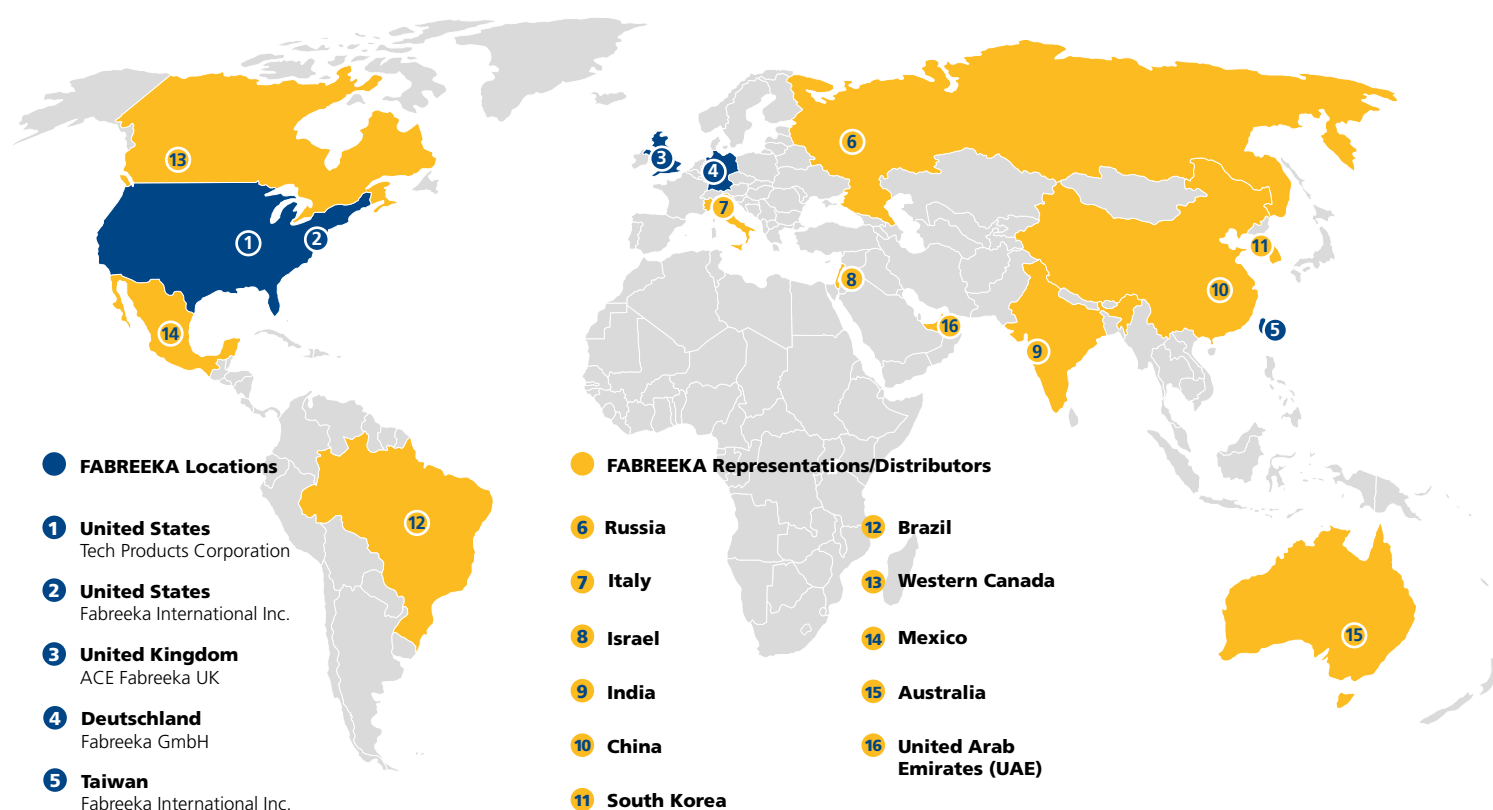 13
1
2
14
12
3
4
7
6
8
16
9
10
11
5
15
FABREEKA Locations
1 United States
Tech Products Corporation
2 United States
Fabreeka International Inc.
3 United Kingdom
ACE Fabreeka UK
4 Deutschland
Fabreeka GmbH
5 Taiwan
Fabreeka International Inc.
FABREEKA Representations/Distributors
6 Russia
7 Italy
8 Israel
9 India
10 China
11 South Korea
12 Brazil
13 Western Canada
14 Mexico
15 Australia
16 United Arab
Emirates (UAE)